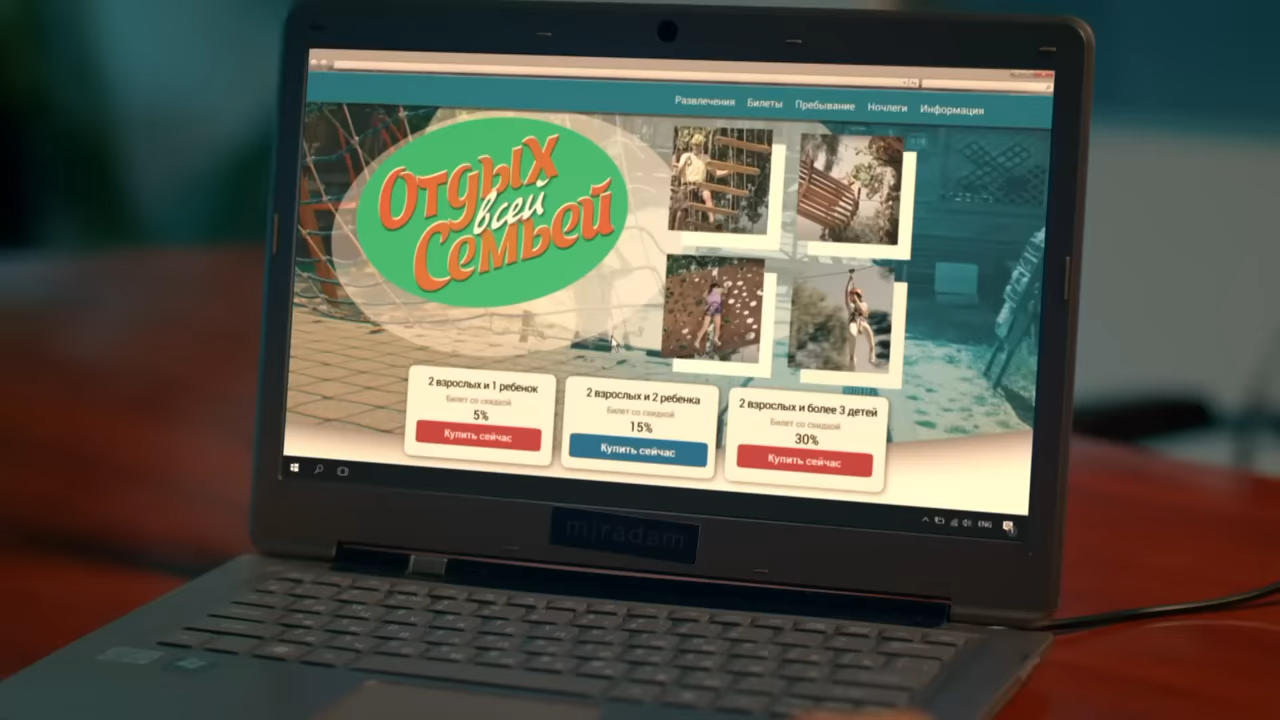 Развлечения Билеты Пребывание Ночлеги Информация
Отдых
всей
Семьей
2 взрослых и 1 ребенок
Билет со скидкой
5%
Купить сейчас
2 взрослых и 2 ребенка
Билет со скидкой
15%
Купить сейчас
2 взрослых и более 3 детей
Билет со скидкой
30%
Купить сейчас
ENG
miradam